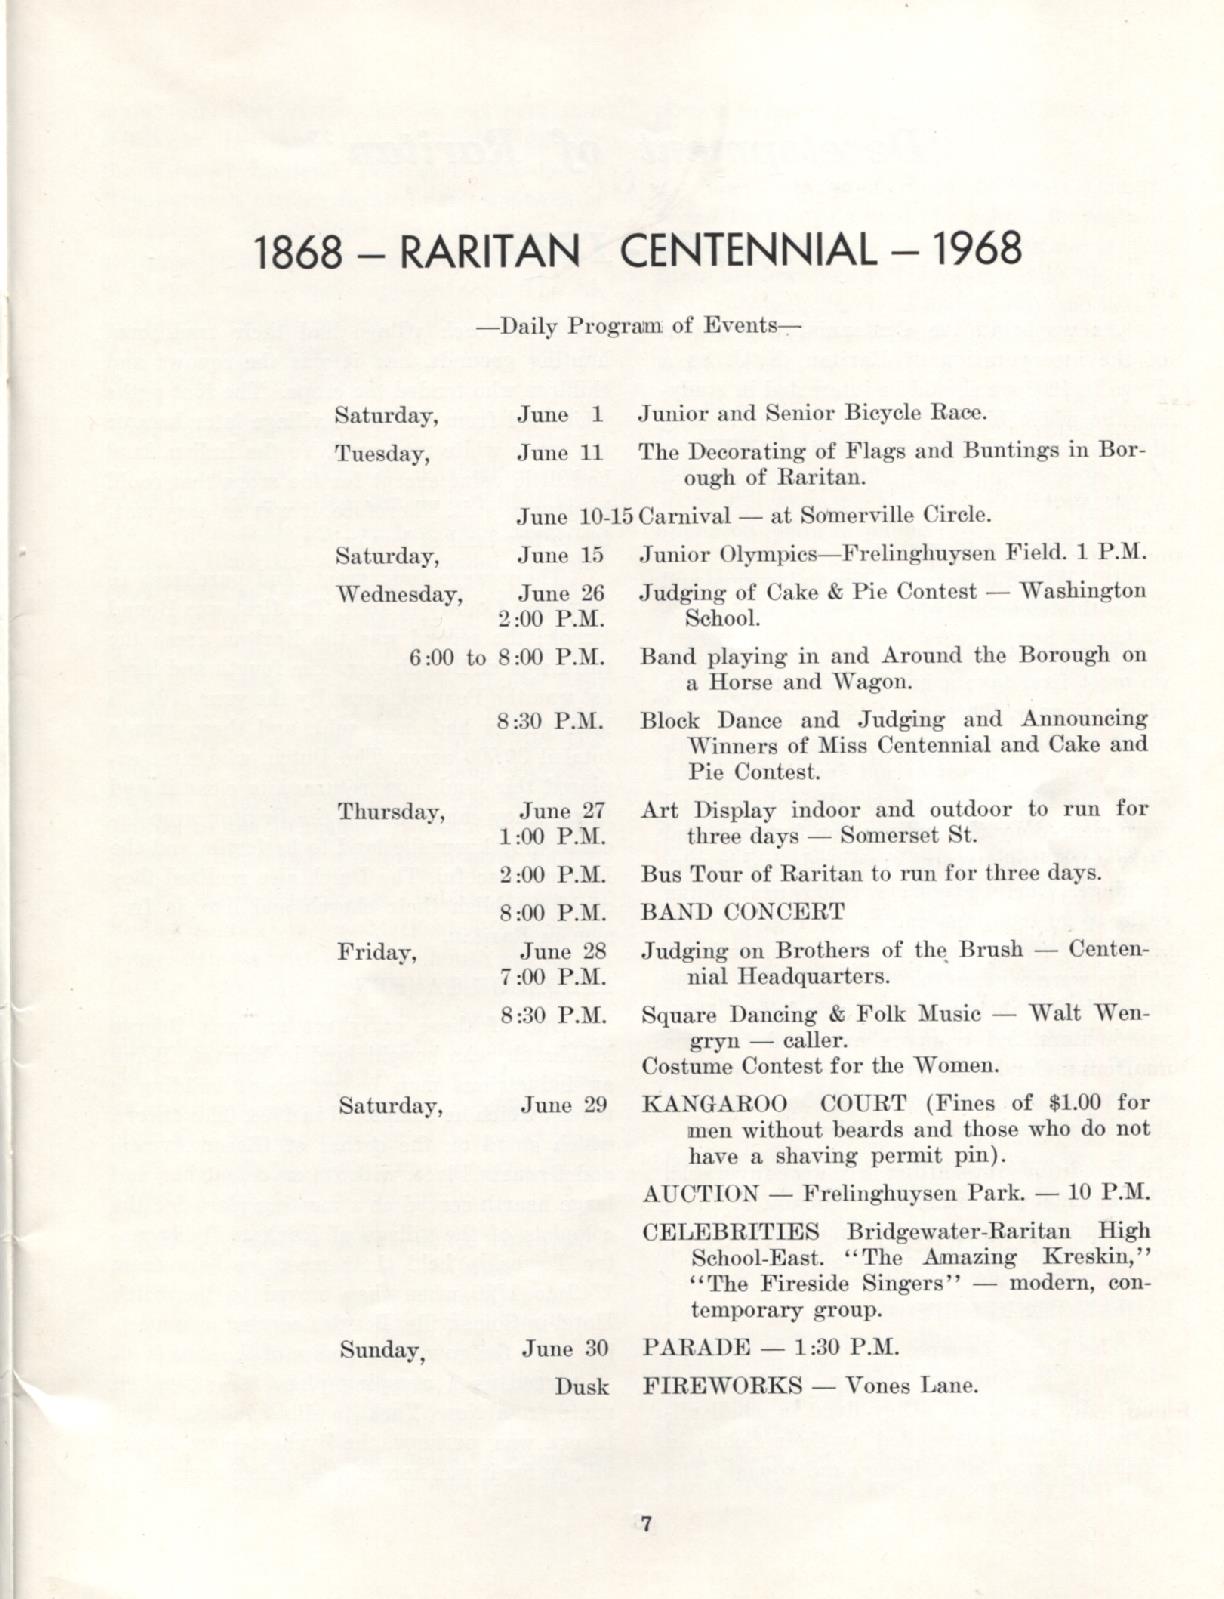 1868 – RARITAN CENTENNIAL – 1968
—Daily Program of Events—
Saturday, June 1 Junior and Senior Bicycle Race.
Tuesday, June 11 The Decorating of Flags and Buntings in Bor-
ough of Raritan.
June 10-15 Carnival — at Somerville Circle.
Saturday, June 15 Junior Olympics—Frelinghuysen Field. 1 P.M.
Wednesday, June 26 Judging of Cake & Pie Contest — Washington
2:00 P.M. School.
6:00 to 8:00 P.M. Band playing in and Around the Borough on
a Horse and Wagon.
8:30 P.M. Block Dance and Judging and Announcing
Winners of Miss Centennial and Cake and
Pie Contest.
Thursday, June 27 Art Display indoor and outdoor to run for
1:00 P.M. three days — Somerset St.
2:00 P.M. Bus Tour of Raritan to run for three days.
8:00 P.M. BAND CONCERT
Friday, June 28 Judging on Brothers of the Brush — Centen-
7:00 P.M. nial Headquarters.
8:30 P.M. Square Dancing & Folk Music — Walt Wen-
gryn — caller.
Costume Contest for the Women.
Saturday, June 29 KANGAROO COURT (Fines of $1.00 for
men without beards and those who do not
have a shaving permit pin).
AUCTION — Frelinghuysen Park. — 10 P.M.
CELEBRITIES Bridgewater-Raritan High
School-East. "The Amazing Kreskin,"
"The Fireside Singers" — modern, con-
temporary group.
Sunday, June 30 PARADE — 1:30 P.M.
Dusk FIREWORKS — Vones Lane.
7